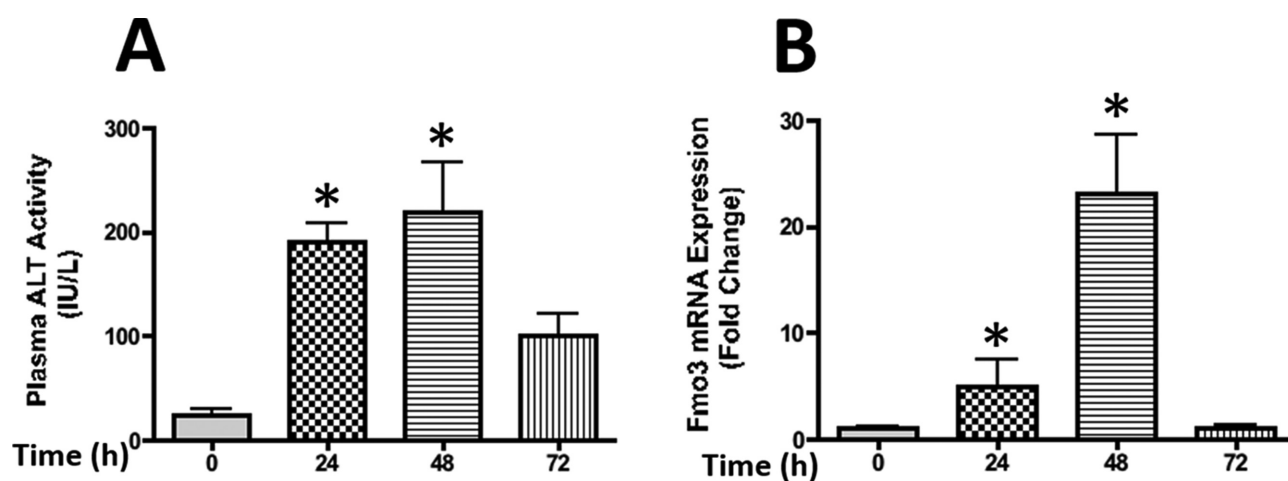 A
B
Plasma ALT Activity
(IU/L)
300
200
100
0
*
*
Time (h)
0 24 48 72
Fmo3 mRNA Expression
(Fold Change)
30
20
10
0
*
*
Time (h)
0 24 48 72